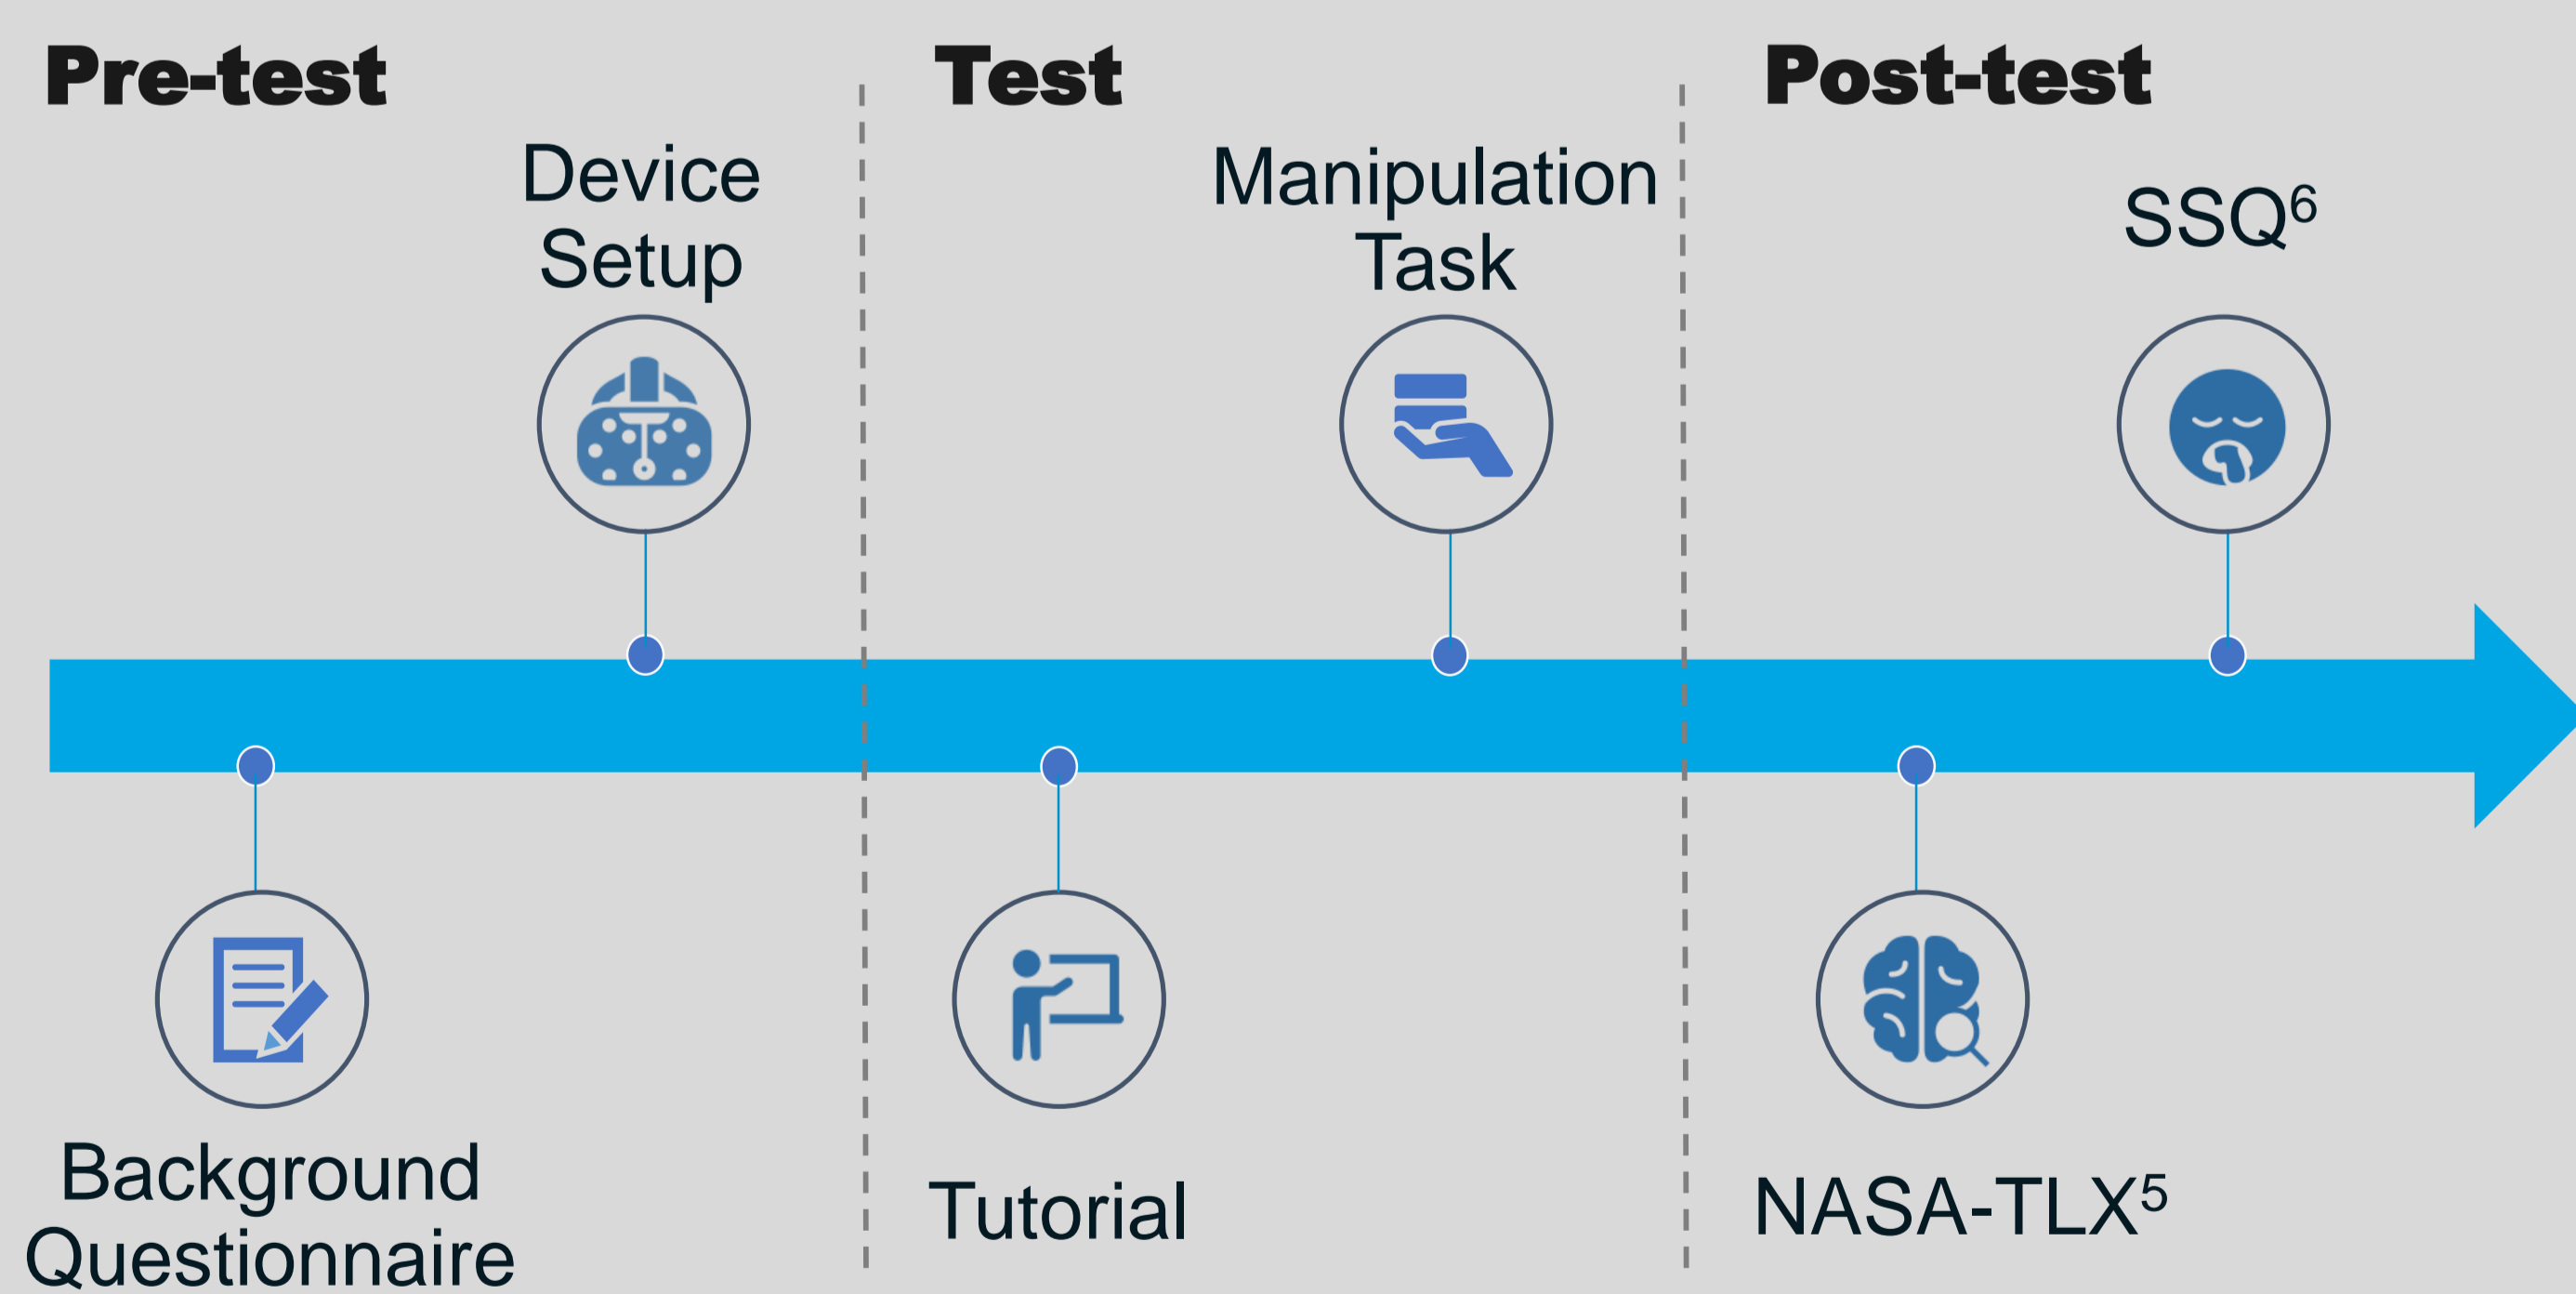 Pre-test
Test
Post-test
Device
Setup
Manipulation
Task
SSQ⁶
Background
Questionnaire
Tutorial
NASA-TLX⁵